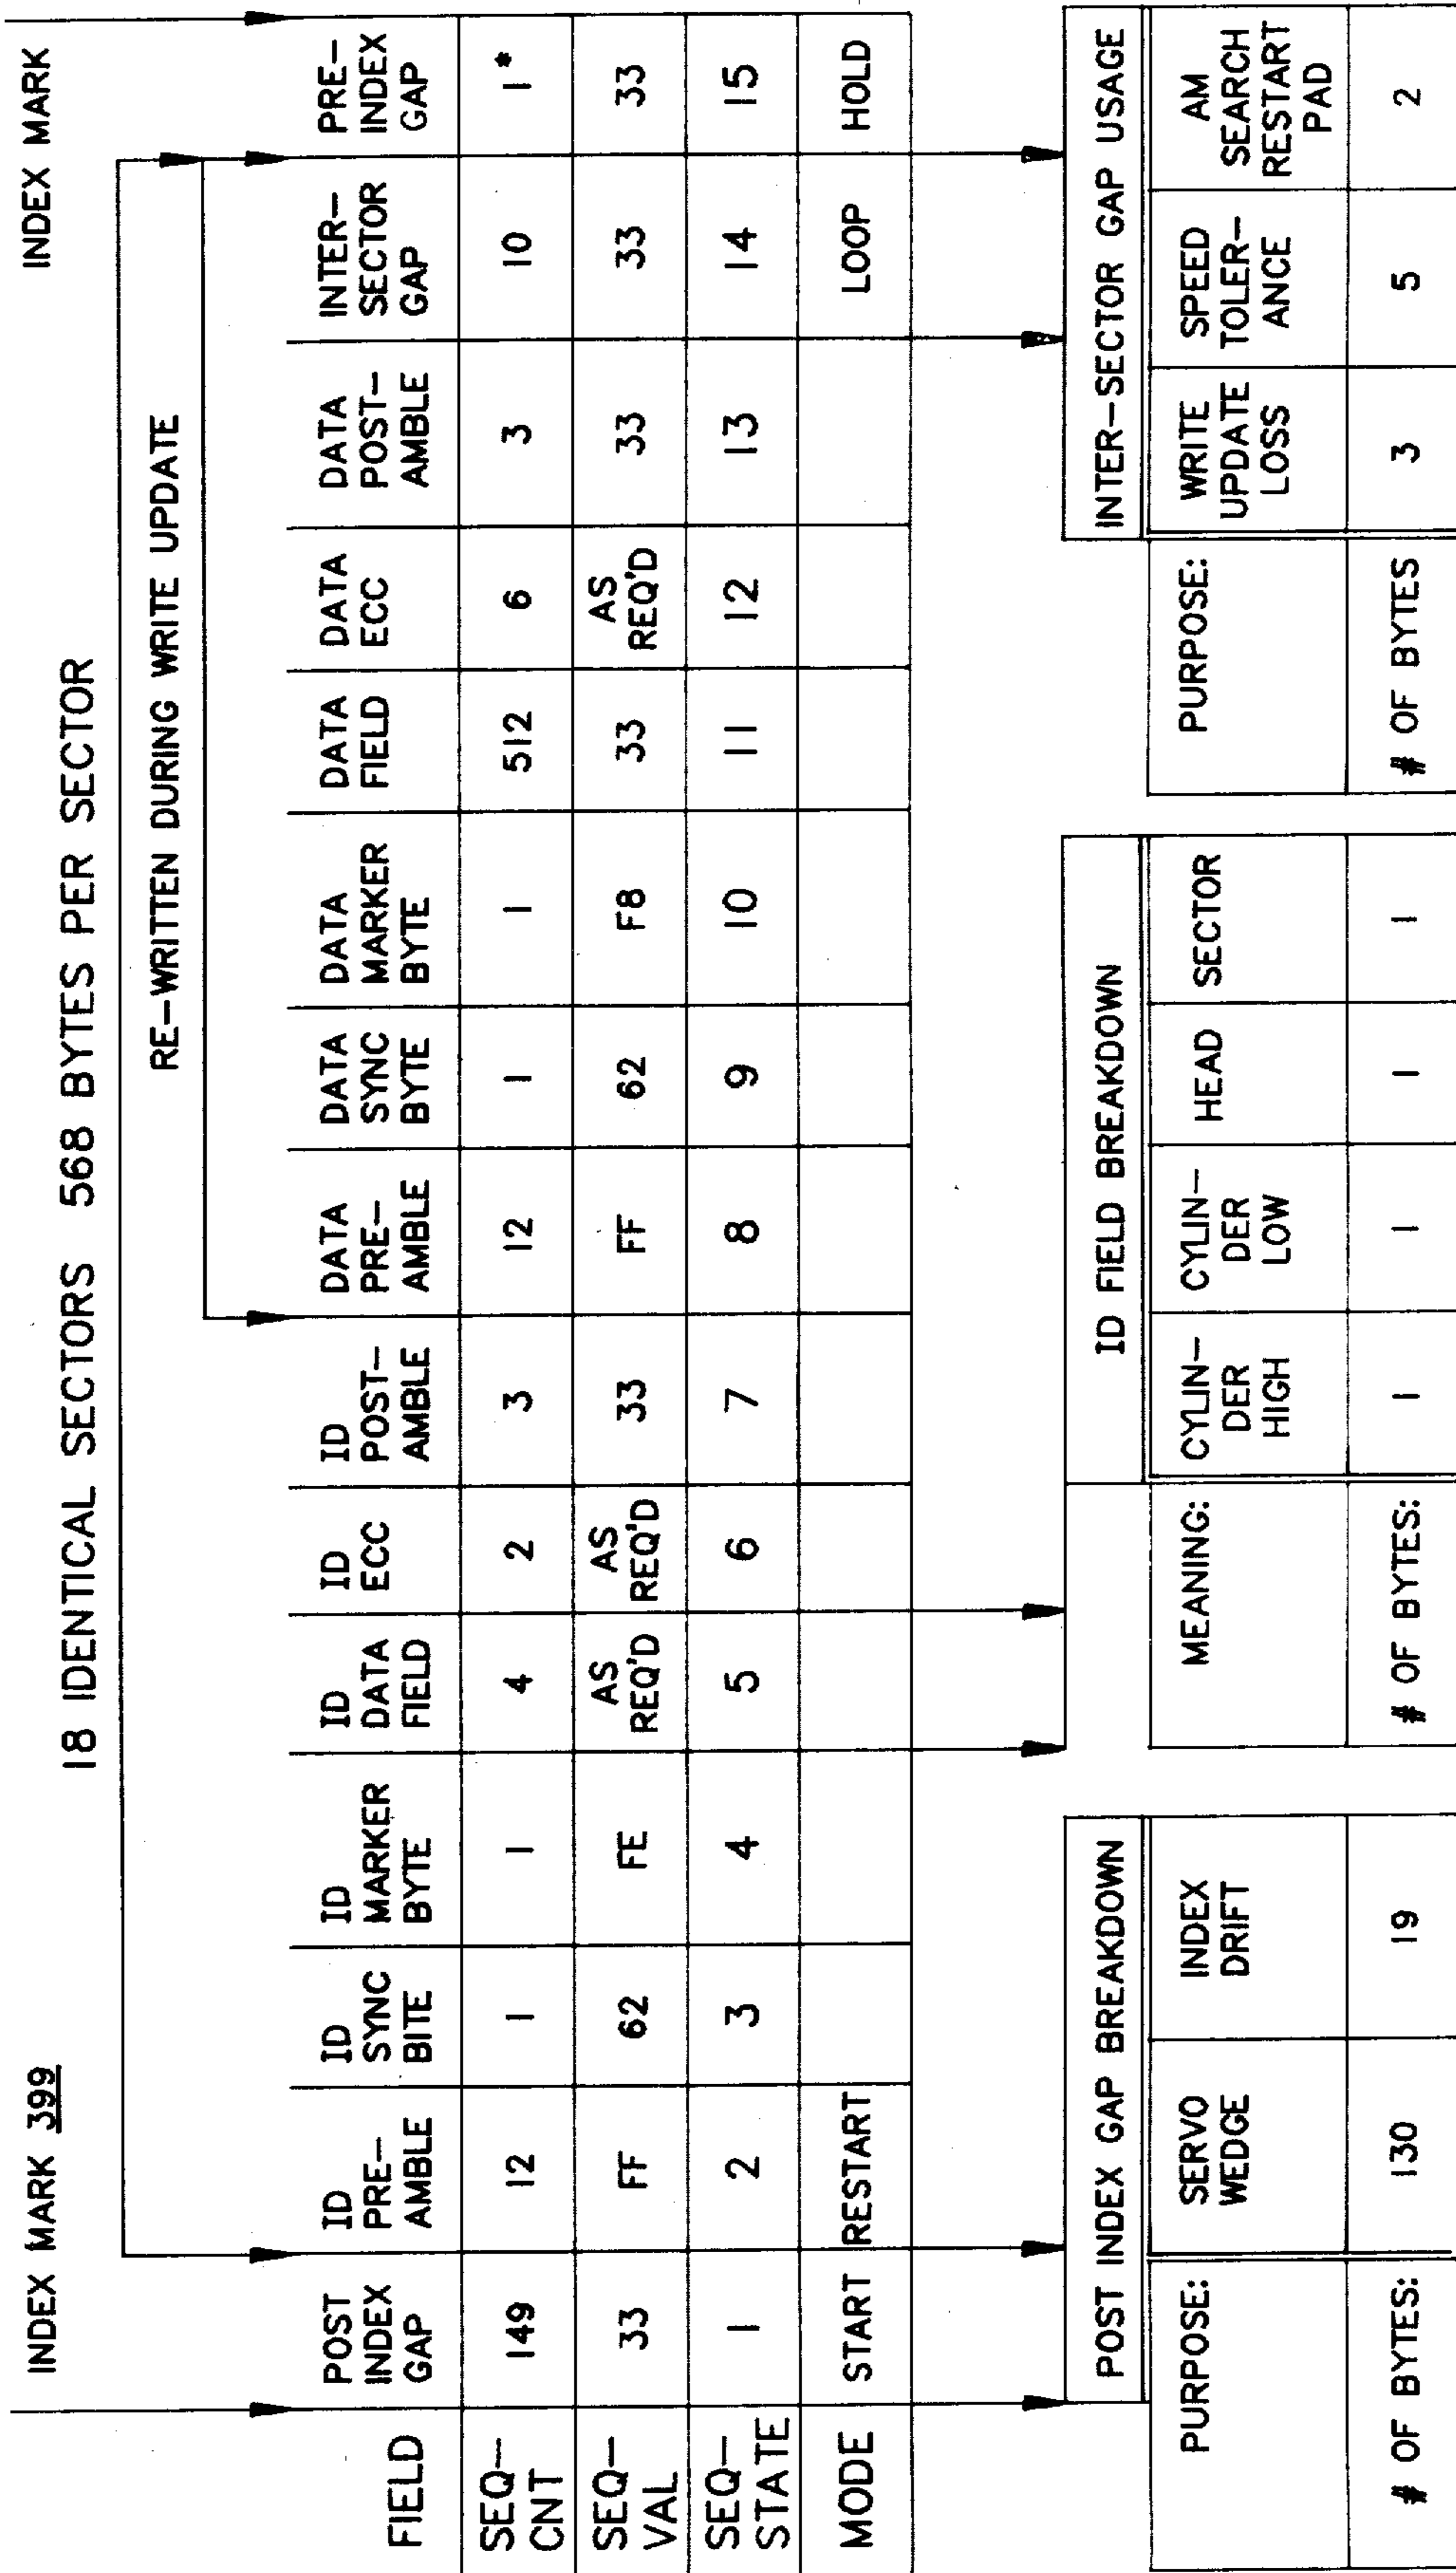 INDEX MARK 399
INDEX MARK
18 IDENTICAL SECTORS 568 BYTES PER SECTOR
RE-WRITTEN DURING WRITE UPDATE
FIELD
POST INDEX GAP
ID PRE-AMBLE
ID SYNC BITE
ID MARKER BYTE
ID DATA FIELD
ID ECC
ID POST-AMBLE
DATA PRE-AMBLE
DATA SYNC BYTE
DATA MARKER BYTE
DATA FIELD
DATA ECC
DATA POST-AMBLE
INTER-SECTOR GAP
PRE-INDEX GAP
SEQ-CNT 149 12 1 1 4 2 3 12 1 1 512 6 3 10 1*
SEQ-VAL 33 FF 62 FE AS REQ'D AS REQ'D 33 FF 62 F8 33 AS REQ'D 33 33 33
SEQ-STATE 1 2 3 4 5 6 7 8 9 10 11 12 13 14 15
MODE START RESTART LOOP HOLD
POST INDEX GAP BREAKDOWN
PURPOSE: SERVO WEDGE INDEX DRIFT
# OF BYTES: 130 19
ID FIELD BREAKDOWN
MEANING: CYLIN-DER HIGH CYLIN-DER LOW HEAD SECTOR
# OF BYTES: 1 1 1 1
INTER-SECTOR GAP USAGE
PURPOSE: WRITE UPDATE LOSS SPEED TOLER-ANCE AM SEARCH RESTART PAD
# OF BYTES 3 5 2